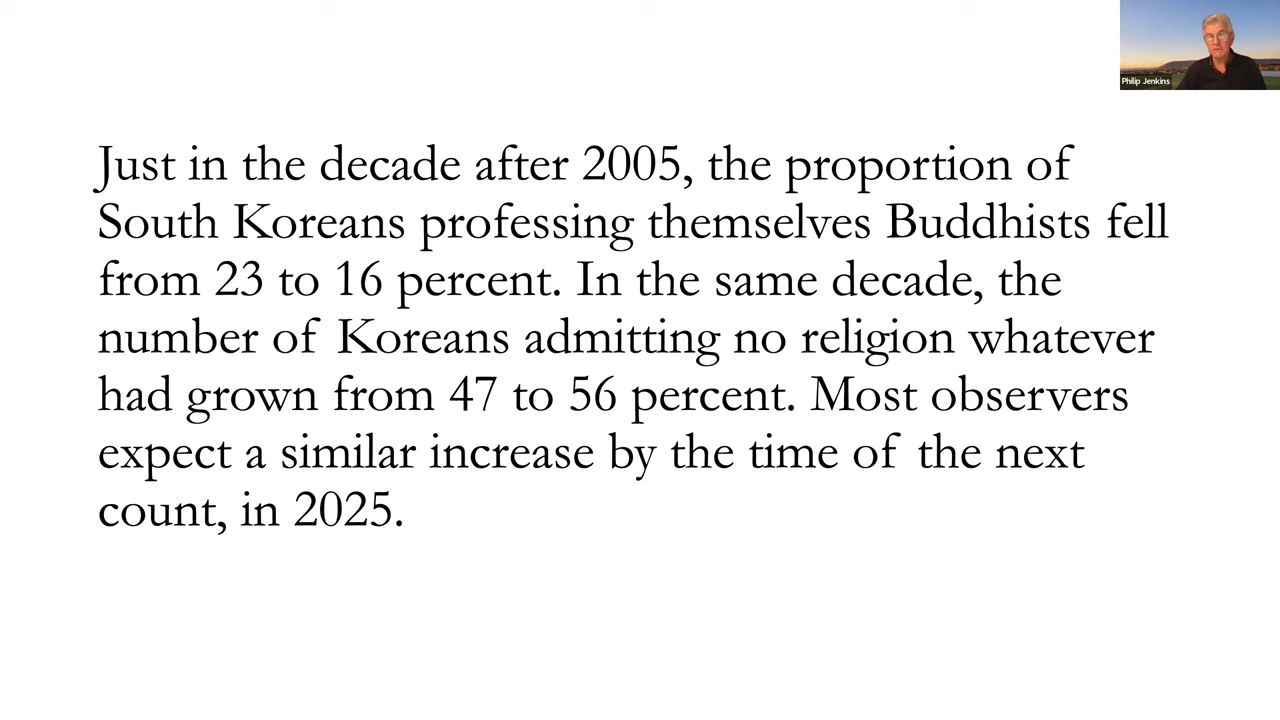 Philip Jenkins
Just in the decade after 2005, the proportion of
South Koreans professing themselves Buddhists fell
from 23 to 16 percent. In the same decade, the
number of Koreans admitting no religion whatever
had grown from 47 to 56 percent. Most observers
expect a similar increase by the time of the next
count, in 2025.